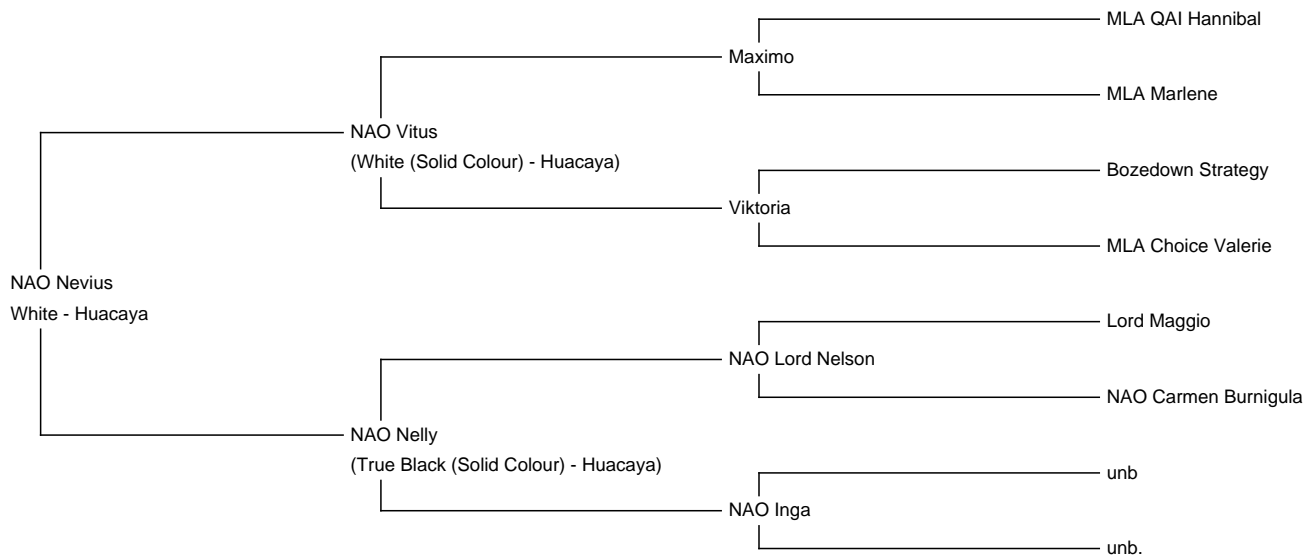 MLA QAI Hannibal
Maximo
MLA Marlene
NAO Vitus
(White (Solid Colour) - Huacaya)
Bozedown Strategy
Viktoria
MLA Choice Valerie
NAO Nevius
White - Huacaya
Lord Maggio
NAO Lord Nelson
NAO Carmen Burnigula
NAO Nelly
(True Black (Solid Colour) - Huacaya)
unb
NAO Inga
unb.